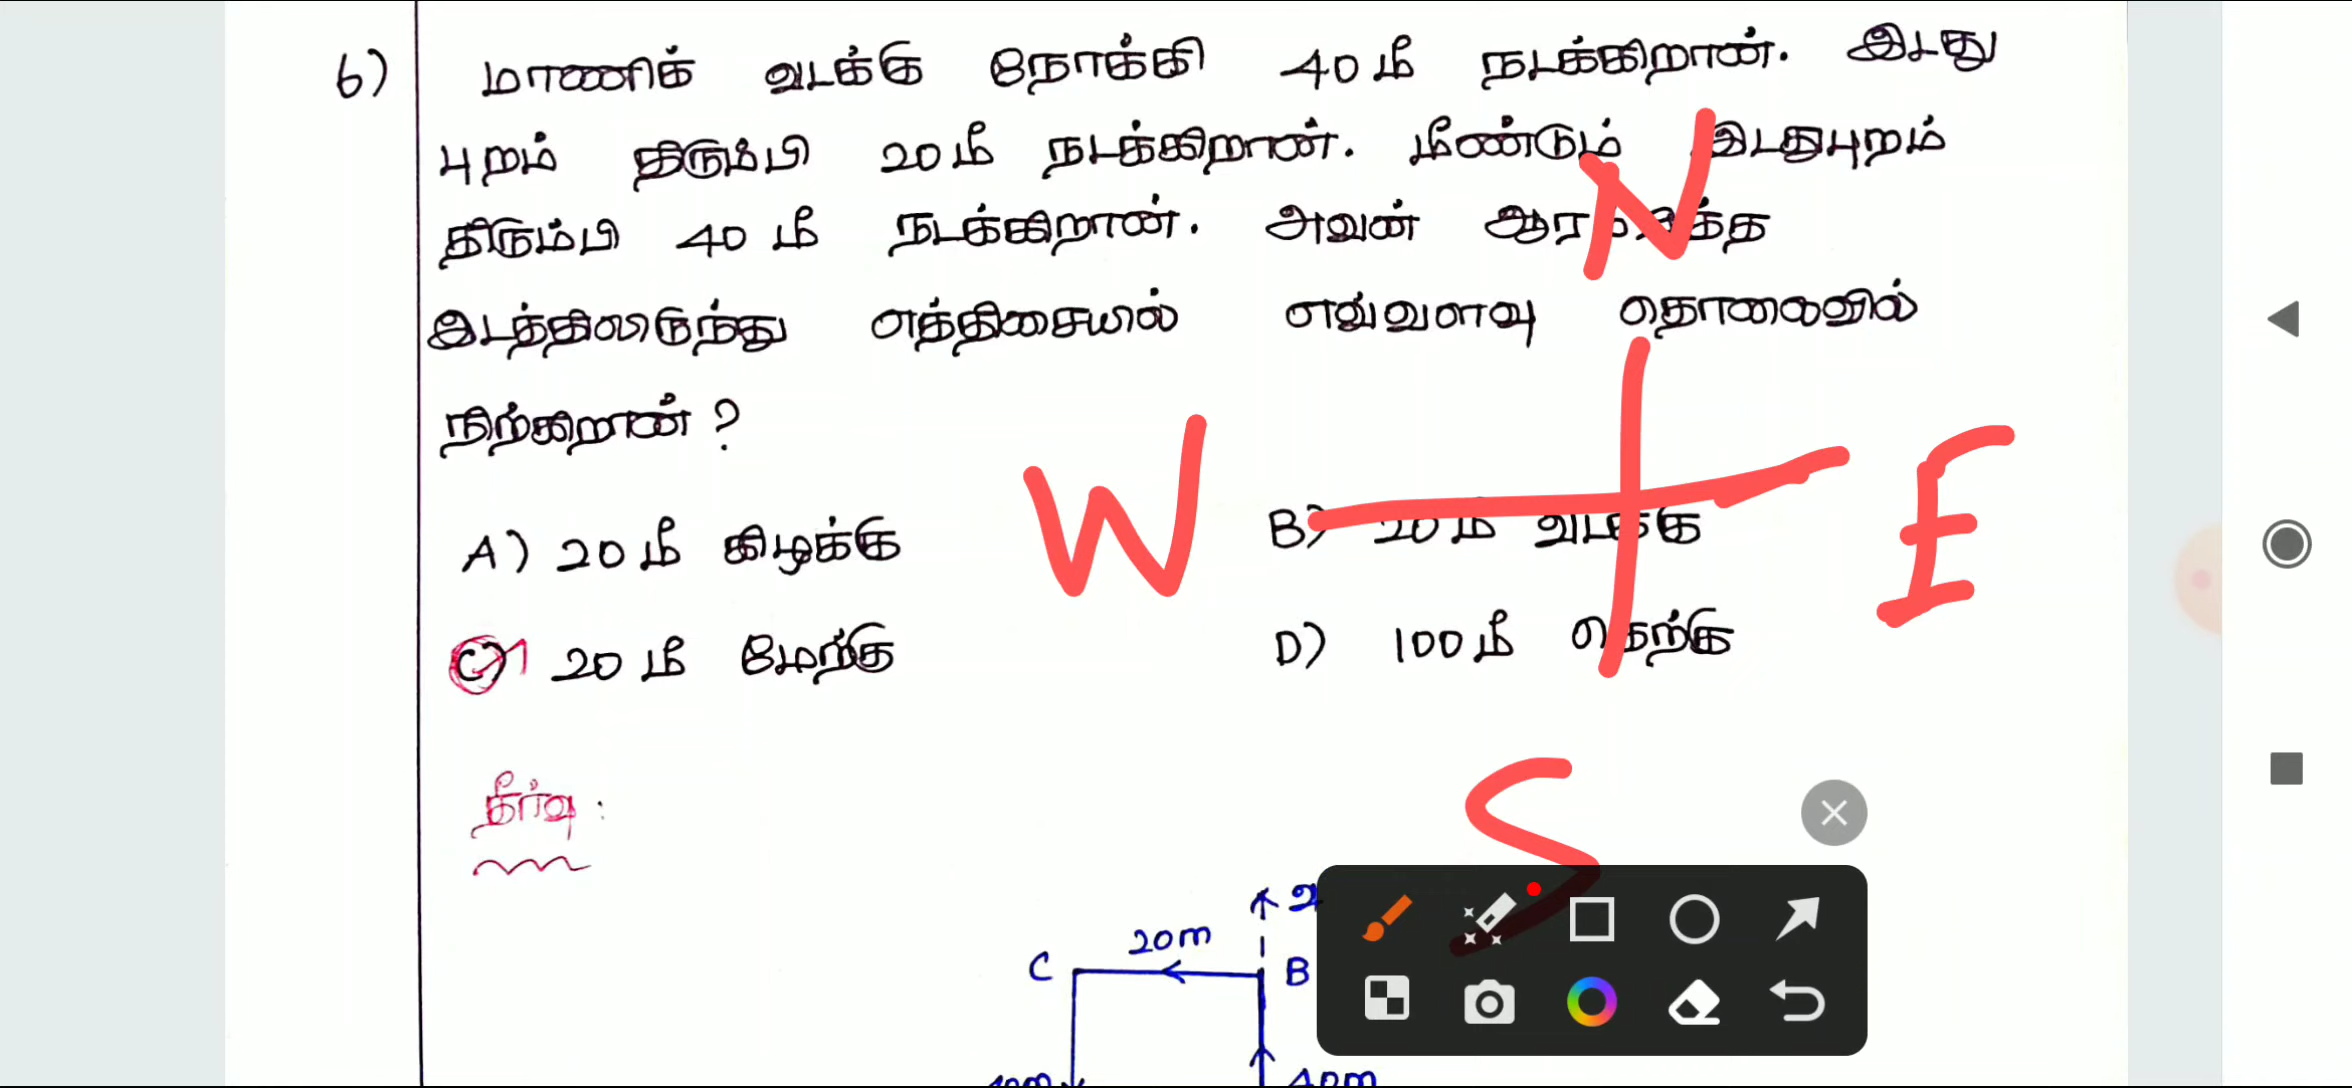 6) மாணிக் வடக்கு நோக்கி 40 மீ நடக்கிறான். இடது
புறம் திரும்பி 20 மீ நடக்கிறான். மீண்டும் இடதுபுறம்
திரும்பி 40 மீ நடக்கிறான். அவன் ஆரம்பித்த
இடத்திலிருந்து எத்திசையில் எவ்வளவு தொலைவில்
நிற்கிறான் ?
N
W
E
S
A) 20 மீ கிழக்கு B) 20 மீ வடக்கு
C) 20 மீ மேற்கு D) 100 மீ தெற்கு
தீர்வு :
20m
C B
40m